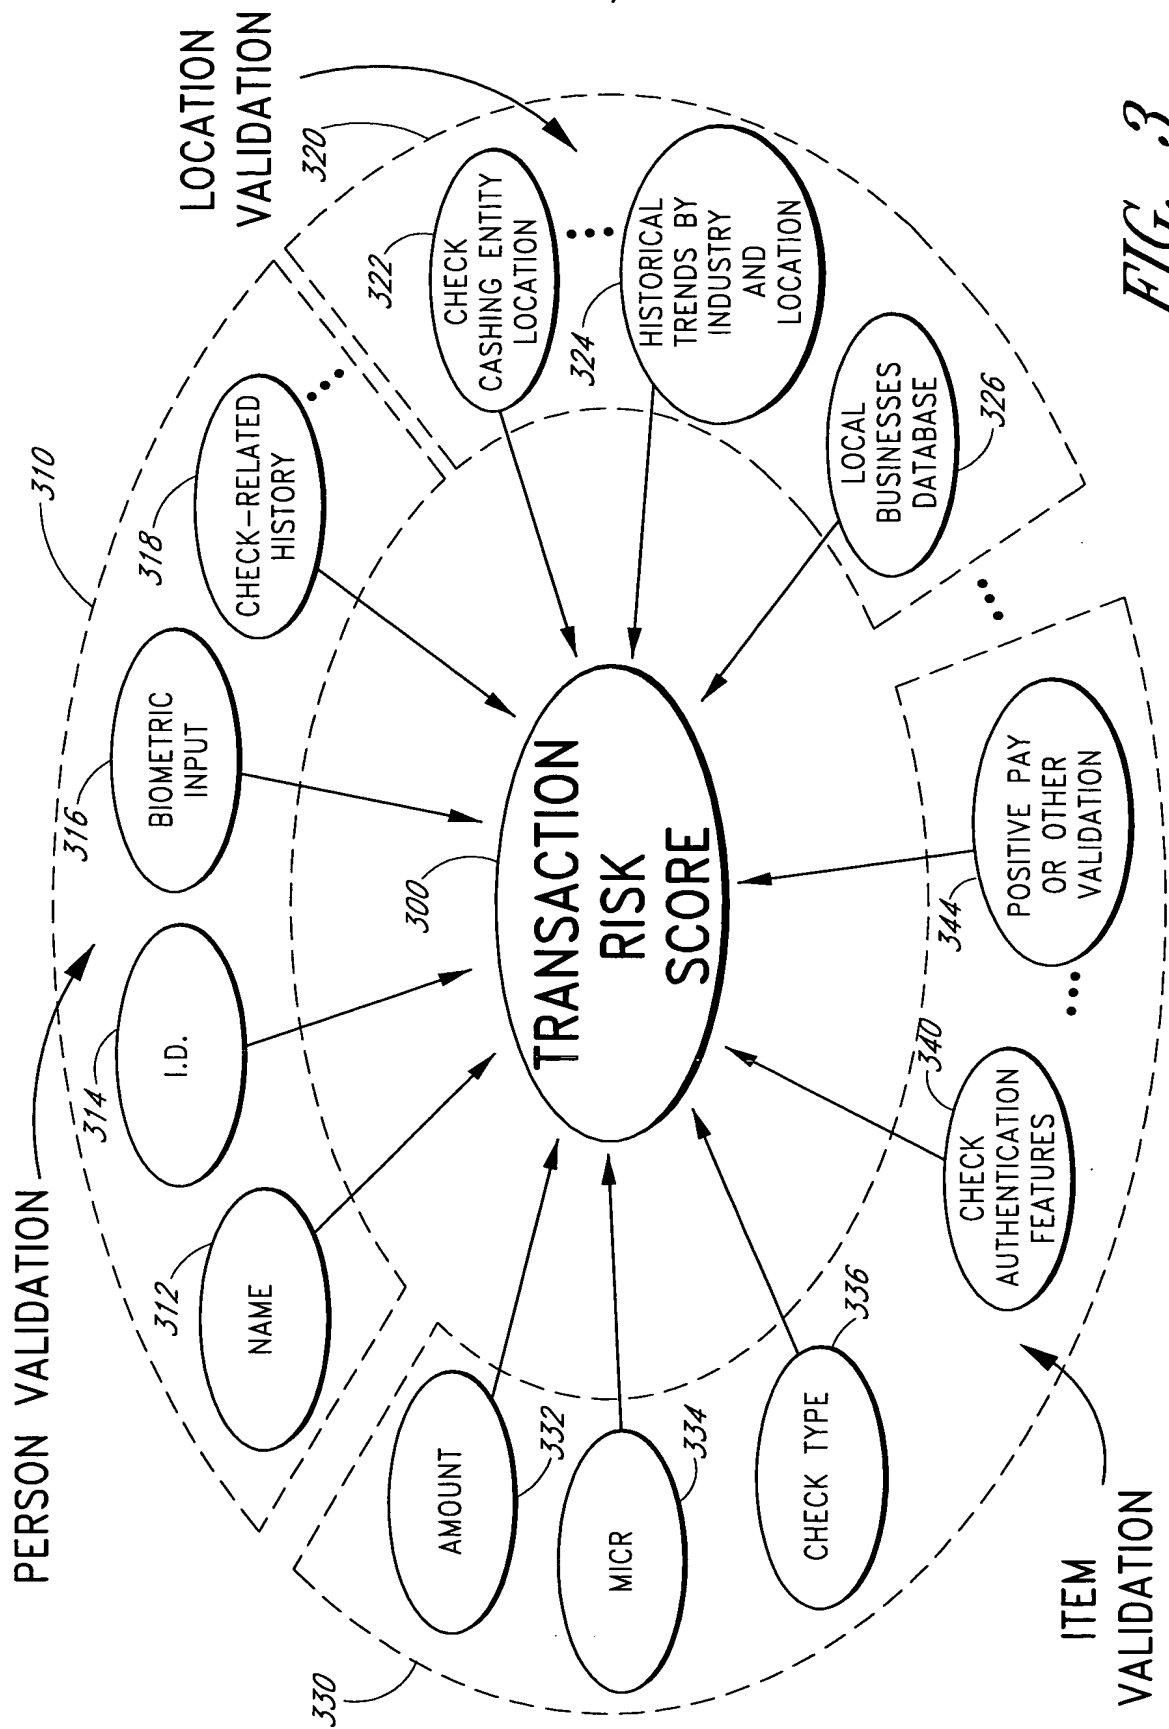 PERSON VALIDATION
310
LOCATION
VALIDATION
320
312
NAME
314
I.D.
316
BIOMETRIC
INPUT
318
CHECK-RELATED
HISTORY
322
CHECK
CASHING ENTITY
LOCATION
324
HISTORICAL
TRENDS BY
INDUSTRY
AND
LOCATION
LOCAL
BUSINESSES
DATABASE
326
300
TRANSACTION
RISK
SCORE
330
AMOUNT
332
MICR
334
CHECK TYPE
336
340
CHECK
AUTHENTICATION
FEATURES
344
POSITIVE PAY
OR OTHER
VALIDATION
ITEM
VALIDATION
FIG. 3